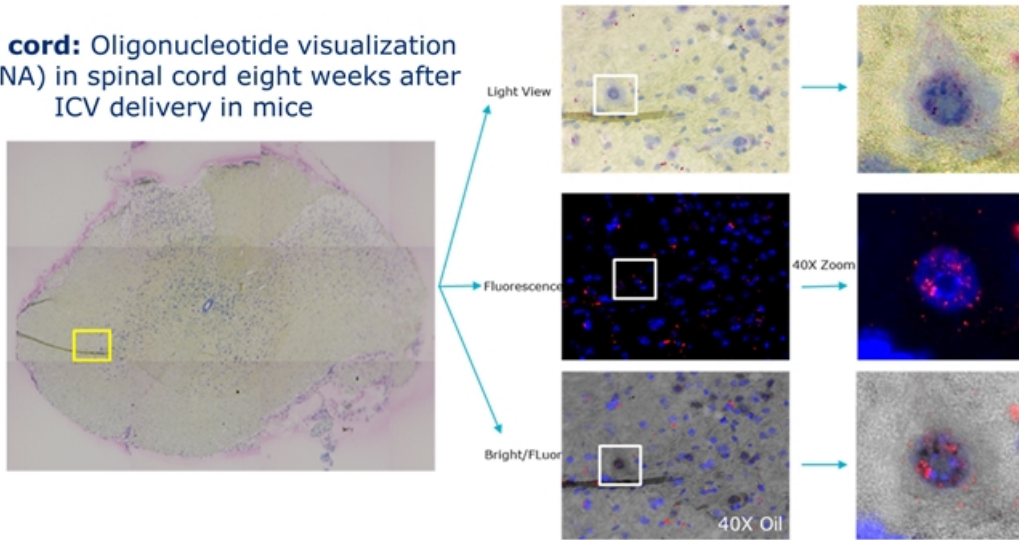 cord: Oligonucleotide visualization
NA) in spinal cord eight weeks after
ICV delivery in mice
Light View
Fluorescence
40X Zoom
Bright/FLuor
40X Oil